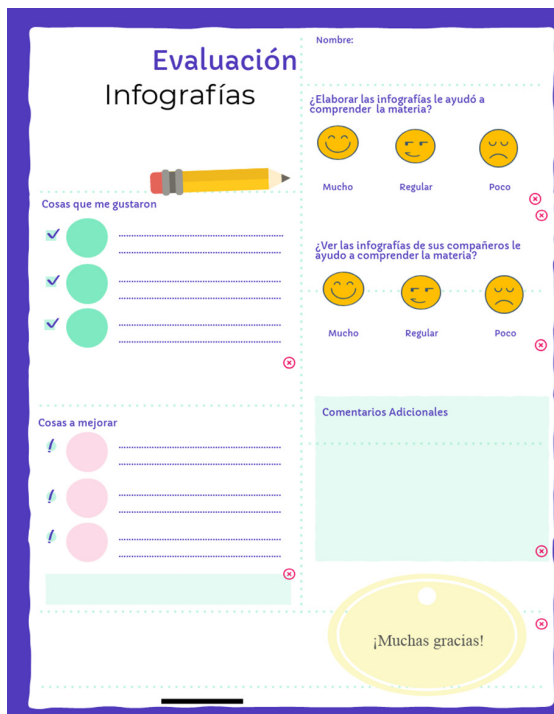 Evaluación
Infografías
Nombre:
¿Elaborar las infografías le ayudó a
comprender la materia?
Mucho
Regular
Poco
Cosas que me gustaron
¿Ver las infografías de sus compañeros le
ayudo a comprender la materia?
Mucho
Regular
Poco
Cosas a mejorar
Comentarios Adicionales
¡Muchas gracias!